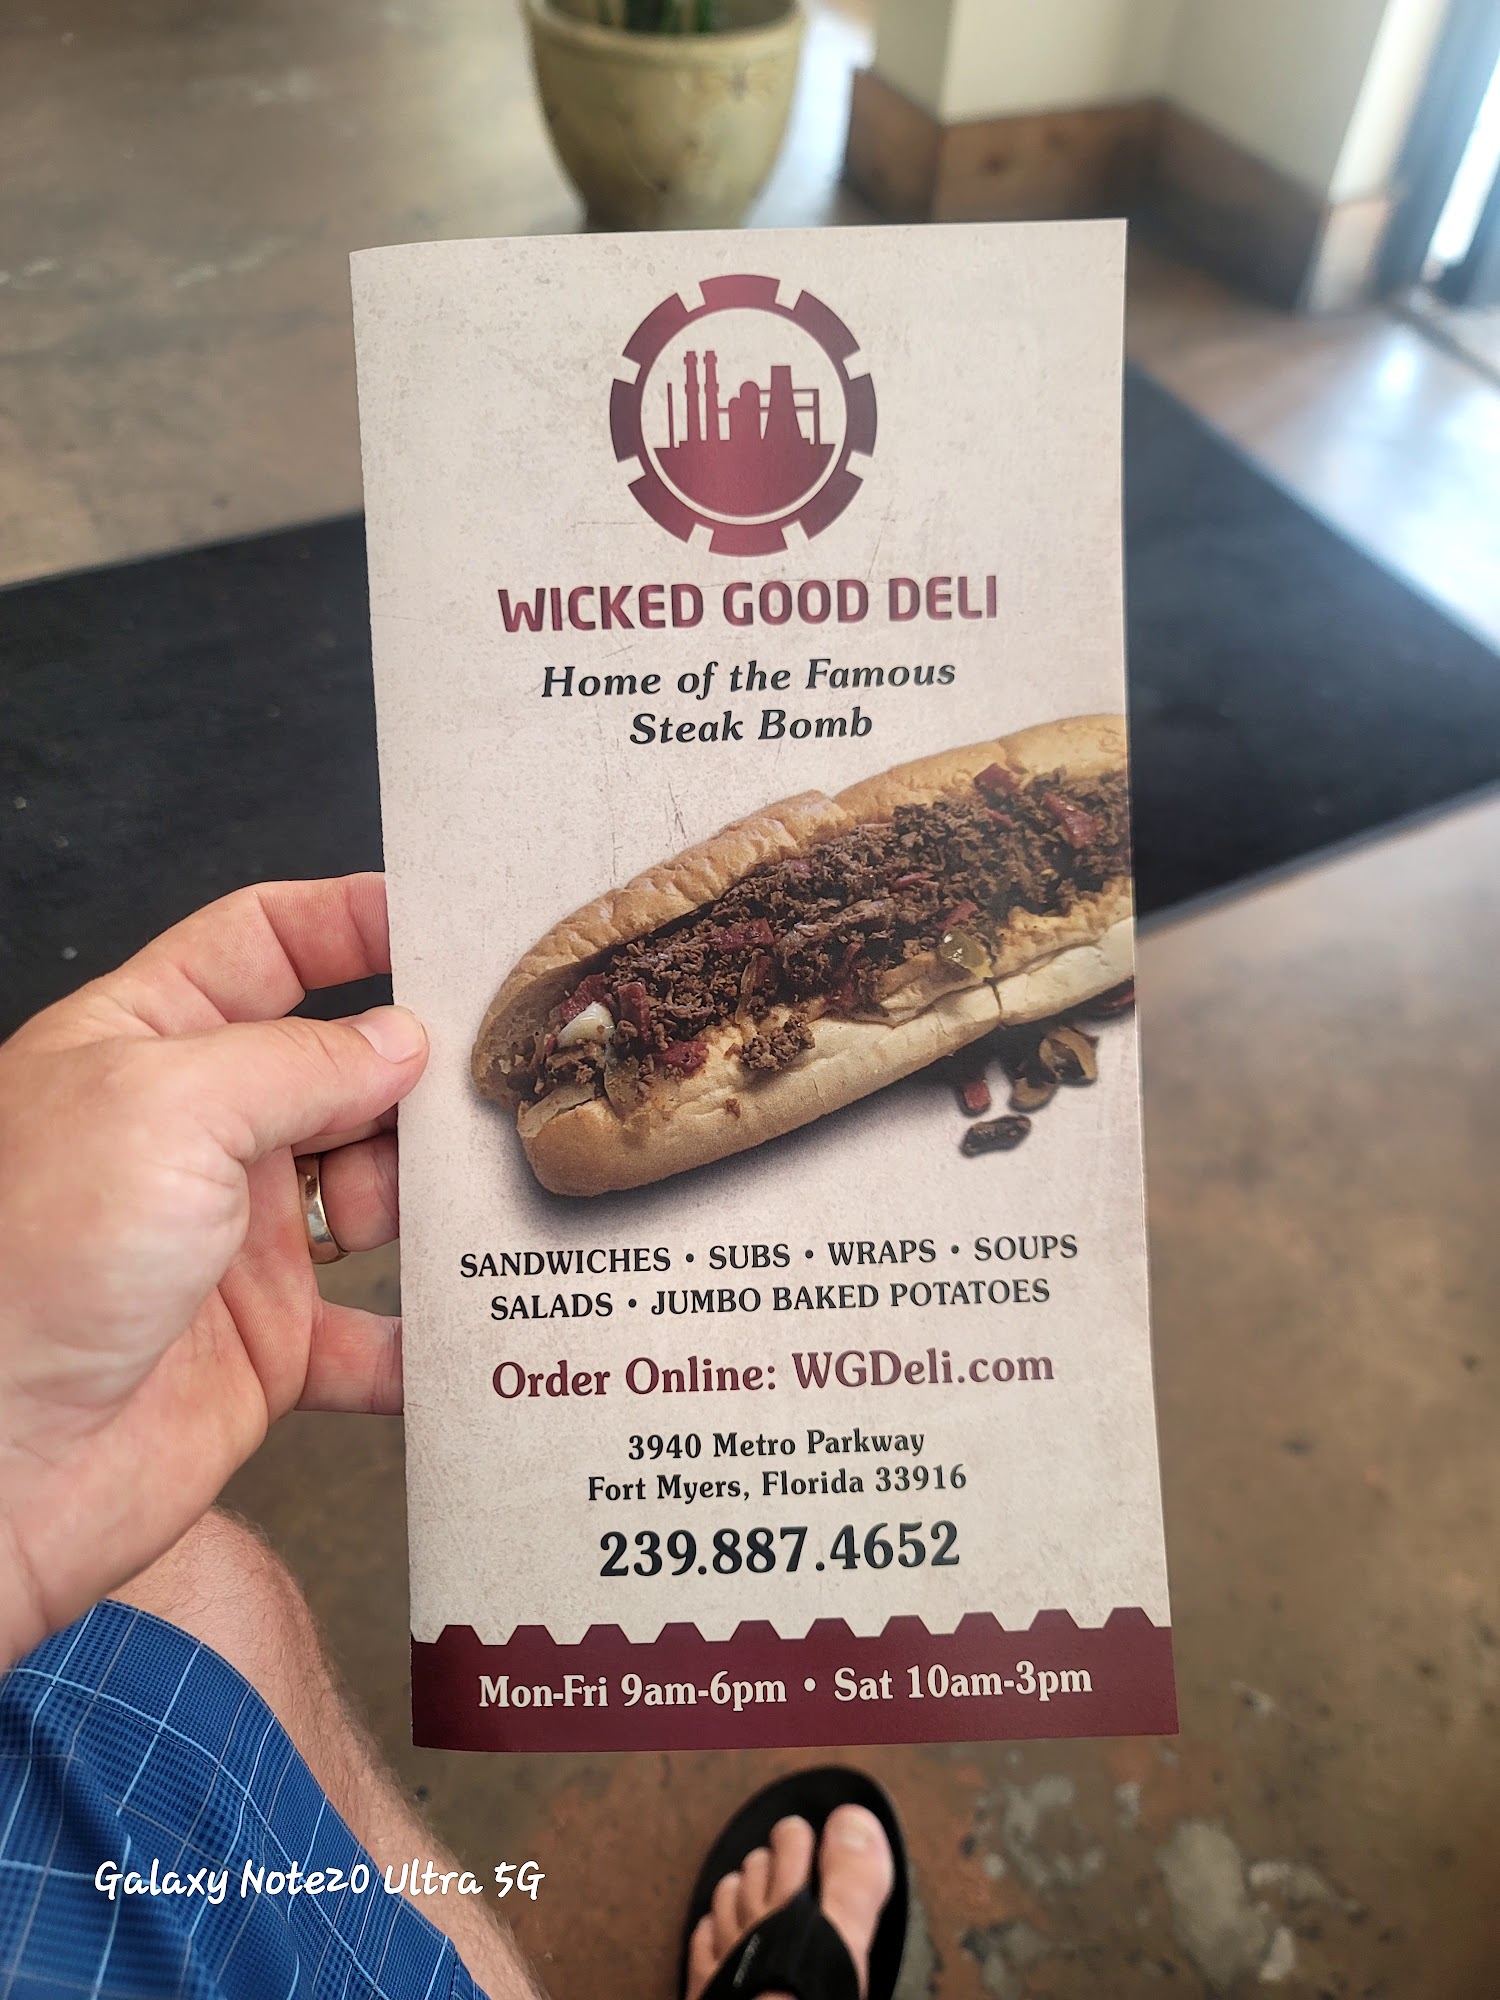 WICKED GOOD DELI
Home of the Famous
Steak Bomb
SANDWICHES • SUBS • WRAPS • SOUPS
SALADS • JUMBO BAKED POTATOES
Order Online: WGDeli.com
3940 Metro Parkway
Fort Myers, Florida 33916
239.887.4652
Mon-Fri 9am-6pm • Sat 10am-3pm
Galaxy Note20 Ultra 5G